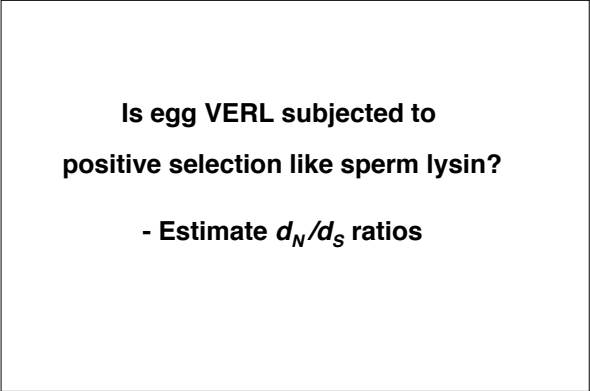 Is egg VERL subjected to
positive selection like sperm lysin?
- Estimate dN/dS ratios